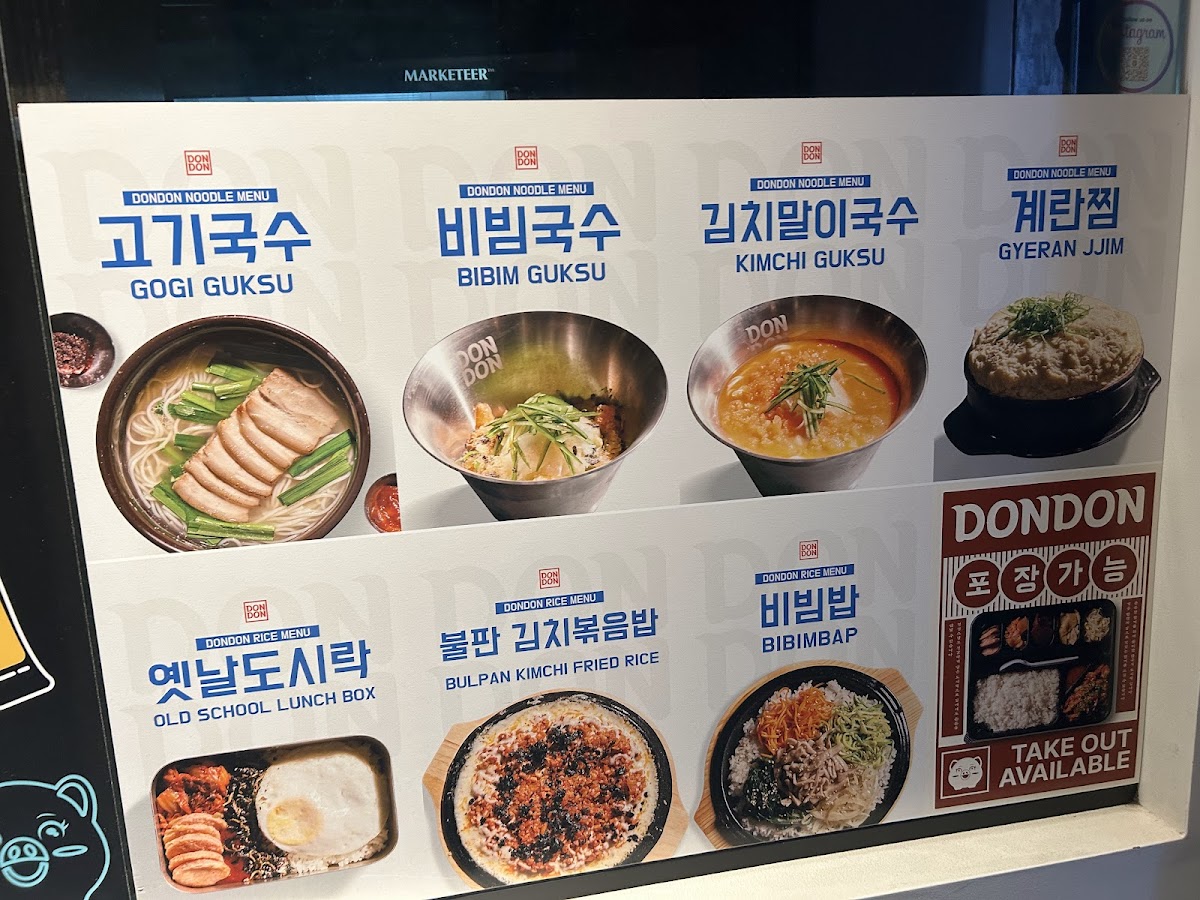 MARKETEER
DON
DON
DONDON NOODLE MENU
고기국수
GOGI GUKSU
DON
DON
DONDON NOODLE MENU
비빔국수
BIBIM GUKSU
DON
DON
DON
DON
DONDON NOODLE MENU
김치말이국수
KIMCHI GUKSU
DON
DON
DON
DONDON NOODLE MENU
계란찜
GYERAN JJIM
DON
DON
DONDON RICE MENU
옛날도시락
OLD SCHOOL LUNCH BOX
DON
DON
DONDON RICE MENU
불판 김치볶음밥
BULPAN KIMCHI FRIED RICE
DON
DON
DONDON RICE MENU
비빔밥
BIBIMBAP
DONDON
포장가능
TAKE OUT
AVAILABLE